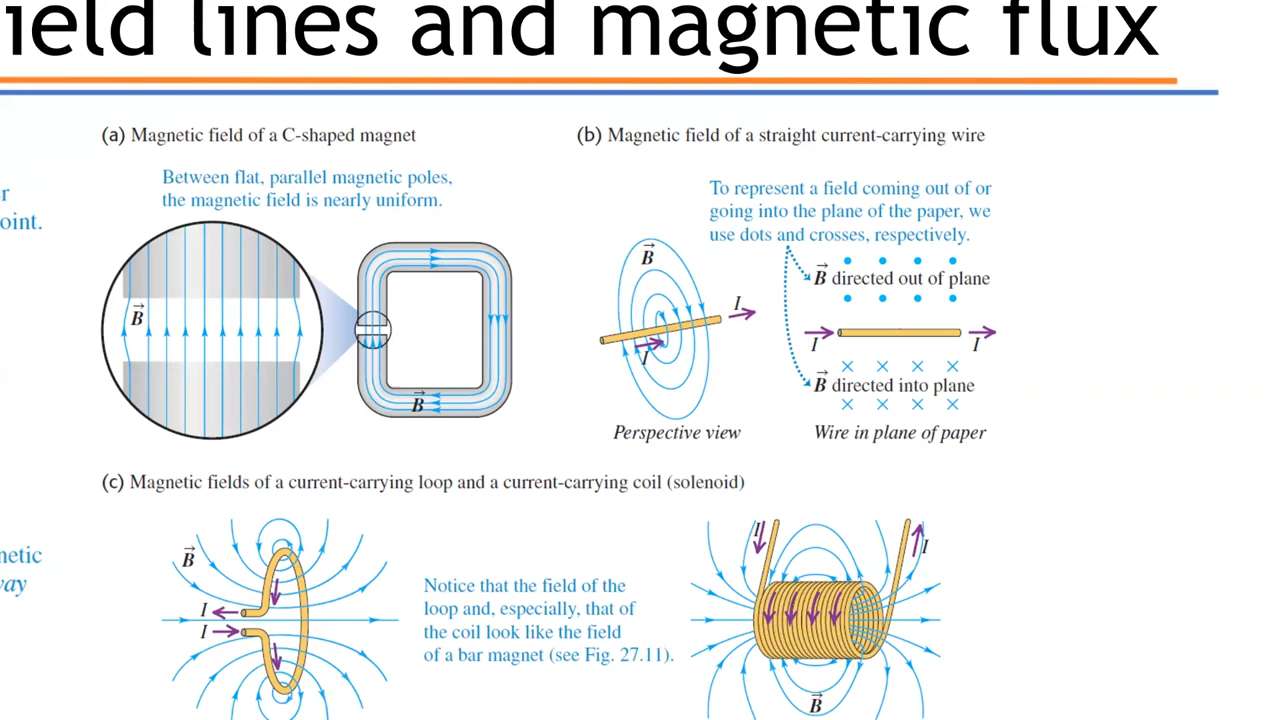 ield lines and magnetic flux
r
oint.
(a) Magnetic field of a C-shaped magnet
Between flat, parallel magnetic poles,
the magnetic field is nearly uniform.
B
B
(b) Magnetic field of a straight current-carrying wire
To represent a field coming out of or
going into the plane of the paper, we
use dots and crosses, respectively.
B
I
I
Perspective view
B directed out of plane
I
I
B directed into plane
Wire in plane of paper
netic
vay
(c) Magnetic fields of a current-carrying loop and a current-carrying coil (solenoid)
B
I
I
Notice that the field of the
loop and, especially, that of
the coil look like the field
of a bar magnet (see Fig. 27.11).
I
I
B